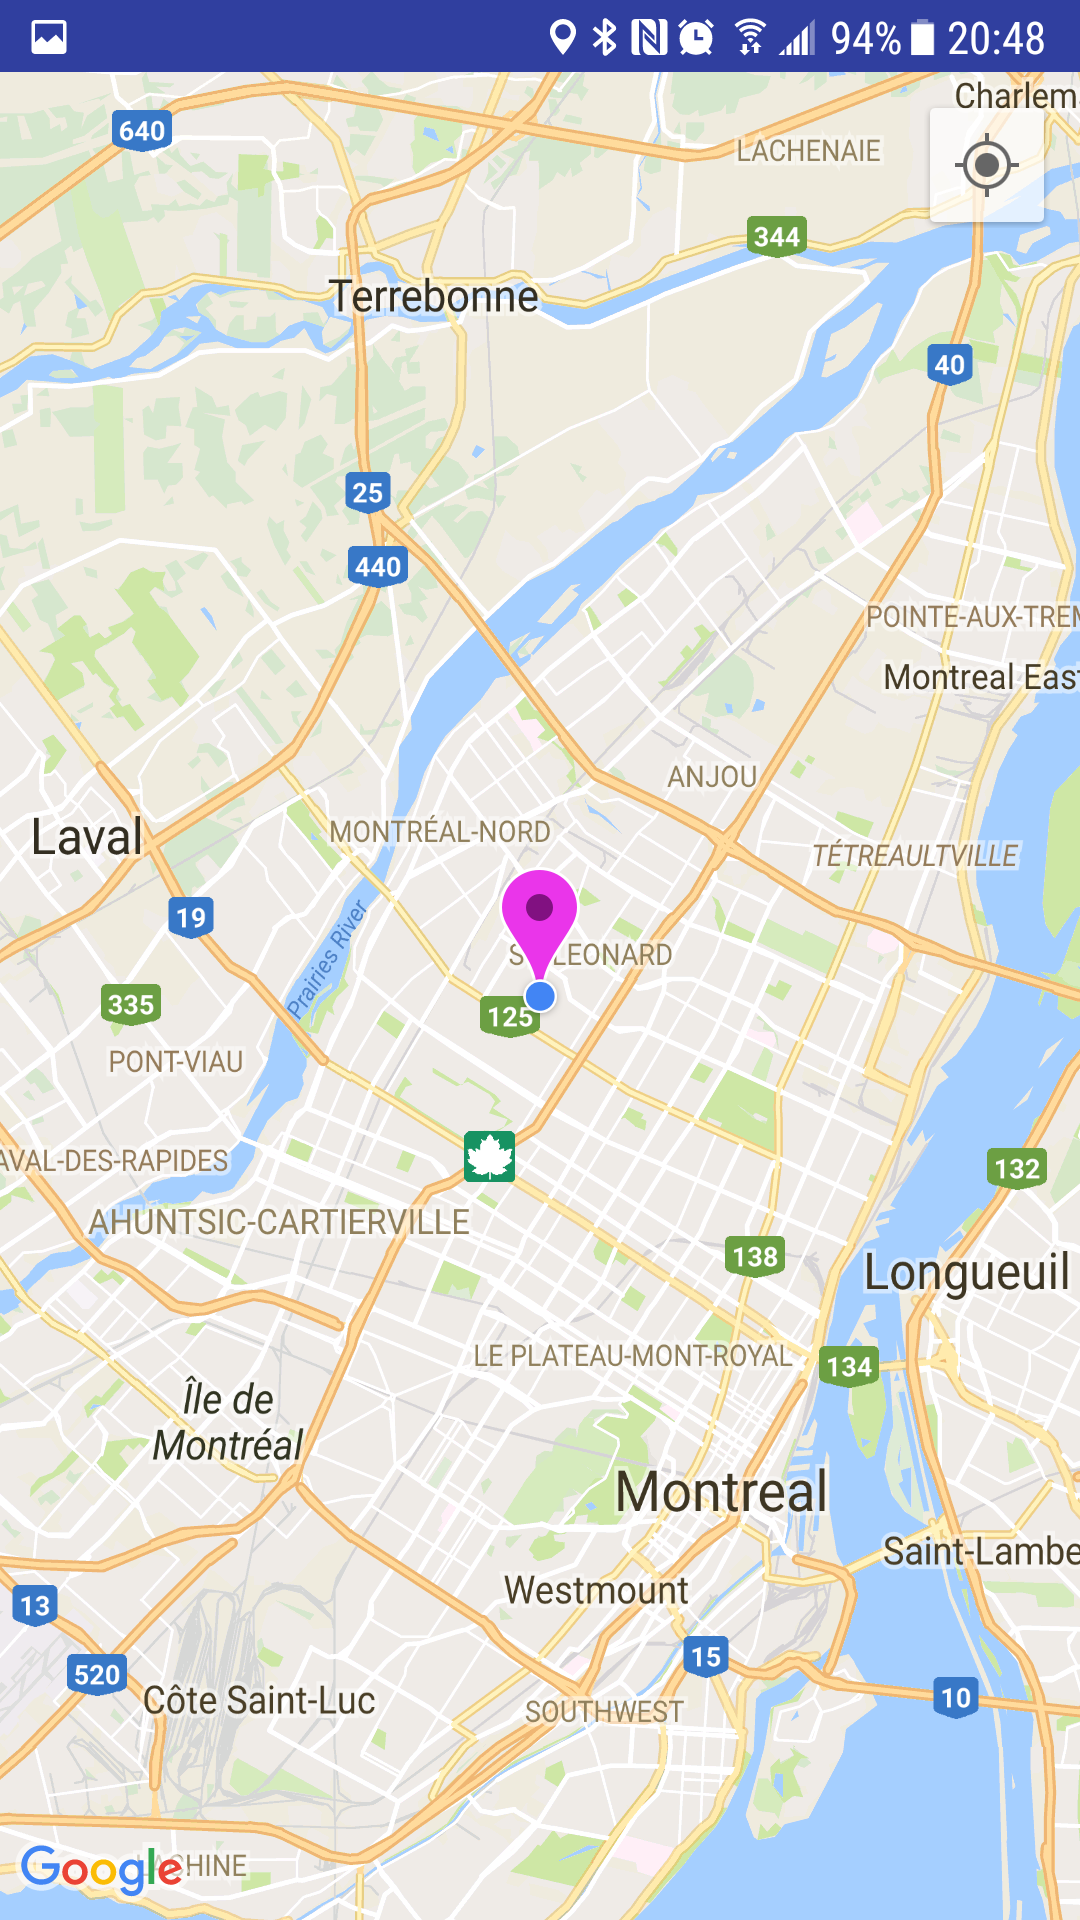 94% 20:48
Charlem
640
LACHENAIE
344
Terrebonne
40
25
440
POINTE-AUX-TREM
Montreal East
ANJOU
Laval
MONTRÉAL-NORD
TÉTREAULTVILLE
19
Prairies River
LEONARD
335
125
PONT-VIAU
AVAL-DES-RAPIDES
132
AHUNTSIC-CARTIERVILLE
138
Longueuil
LE PLATEAU-MONT-ROYAL
134
Île de
Montréal
Montreal
Saint-Lambe
Westmount
13
15
520
Côte Saint-Luc
10
SOUTHWEST
Google
CHINE